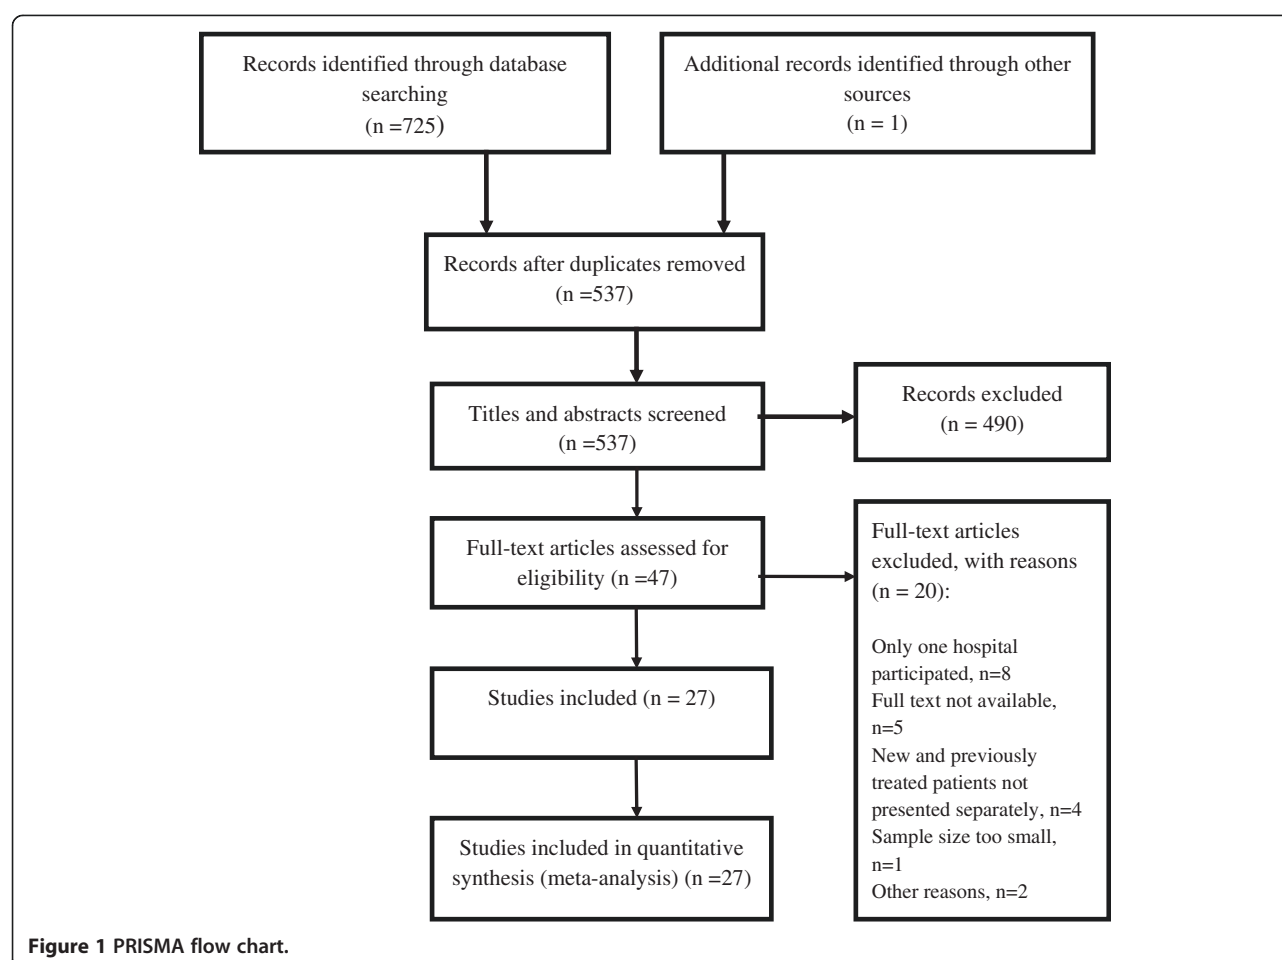 Records identified through database
searching
(n =725)
Additional records identified through other
sources
(n = 1)
Records after duplicates removed
(n =537)
Titles and abstracts screened
(n =537)
Records excluded
(n = 490)
Full-text articles assessed for
eligibility (n =47)
Full-text articles
excluded, with reasons
(n = 20):
Only one hospital
participated, n=8
Full text not available,
n=5
New and previously
treated patients not
presented separately, n=4
Sample size too small,
n=1
Other reasons, n=2
Studies included (n = 27)
Studies included in quantitative
synthesis (meta-analysis) (n =27)
Figure 1 PRISMA flow chart.